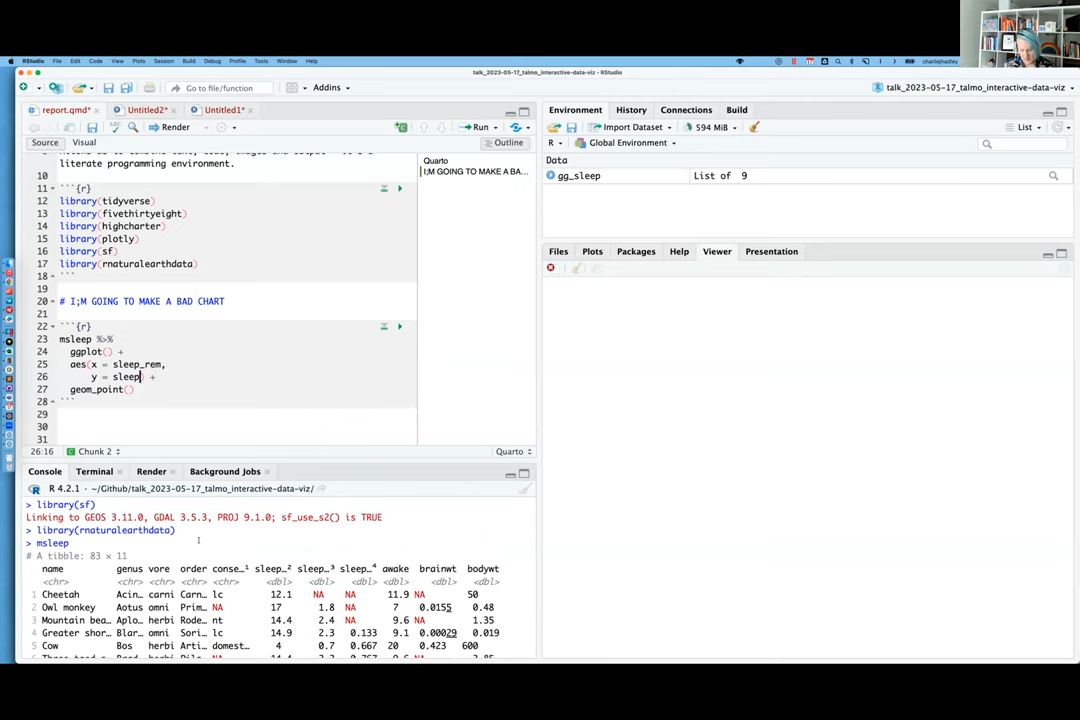 RStudio File Edit Code View Plots Session Build Debug Profile Tools Window Help charliejhadley
talk_2023-05-17_talmo_interactive-data-viz - RStudio
Go to file/function Addins talk_2023-05-17_talmo_interactive-data-viz
report.qmd* Untitled2* Untitled1*
Render Run
Source Visual Outline
literate programming environment.
10
11 ```{r}
12 library(tidyverse)
13 library(fivethirtyeight)
14 library(highcharter)
15 library(plotly)
16 library(sf)
17 library(rnaturalearthdata)
18 ```
19
20 # I;M GOING TO MAKE A BAD CHART
21
22 ```{r}
23 msleep %>%
24 ggplot() +
25 aes(x = sleep_rem,
26 y = sleep) +
27 geom_point()
28 ```
29
30
31
26:16 Chunk 2 Quarto
Quarto
I;M GOING TO MAKE A BA...
Console Terminal Render Background Jobs
R 4.2.1 · ~/Github/talk_2023-05-17_talmo_interactive-data-viz/
> library(sf)
Linking to GEOS 3.11.0, GDAL 3.5.3, PROJ 9.1.0; sf_use_s2() is TRUE
> library(rnaturalearthdata)
> msleep
# A tibble: 83 × 11
name genus vore order conse…¹ sleep…² sleep…³ sleep…⁴ awake brainwt bodywt
<chr> <chr> <chr> <chr> <chr> <dbl> <dbl> <dbl> <dbl> <dbl> <dbl>
1 Cheetah Acin… carni Carn… lc 12.1 NA NA 11.9 NA 50
2 Owl monkey Aotus omni Prim… NA 17 1.8 NA 7 0.0155 0.48
3 Mountain bea… Aplo… herbi Rode… nt 14.4 2.4 NA 9.6 NA 1.35
4 Greater shor… Blar… omni Sori… lc 14.9 2.3 0.133 9.1 0.00029 0.019
5 Cow Bos herbi Arti… domest… 4 0.7 0.667 20 0.423 600
Environment History Connections Build
Import Dataset 594 MiB List
R Global Environment
Data
gg_sleep List of 9
Files Plots Packages Help Viewer Presentation